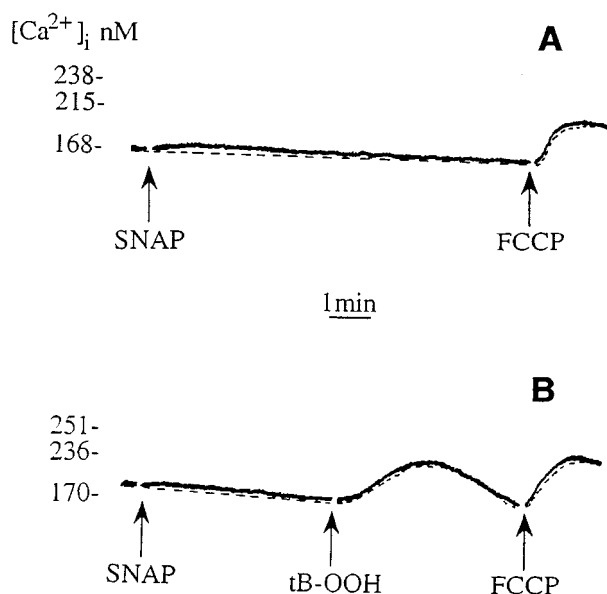 [Ca²⁺]ᵢ nM
A
238-
215-
168-
SNAP
FCCP
1min
B
251-
236-
170-
SNAP
tB-OOH
FCCP